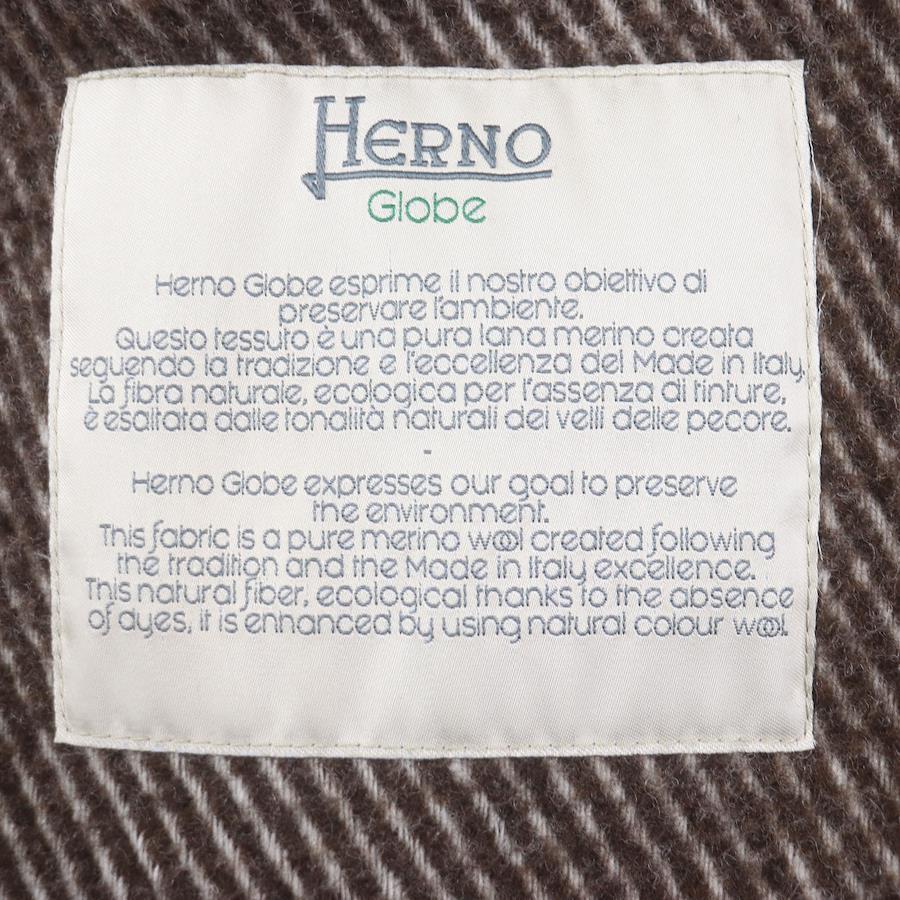 HERNO
Globe
Herno Globe esprime il nostro obiettivo di
preservare l'ambiente.
Questo tessuto è una pura lana merino creata
seguendo la tradizione e l'eccellenza del Made in Italy.
La fibra naturale, ecologica per l'assenza di tinture,
è esaltata dalle tonalità naturali dei velli delle pecore.
-
Herno Globe expresses our goal to preserve
the environment.
This fabric is a pure merino wool created following
the tradition and the Made in Italy excellence.
This natural fiber, ecological thanks to the absence
of dyes, it is enhanced by using natural colour wool.